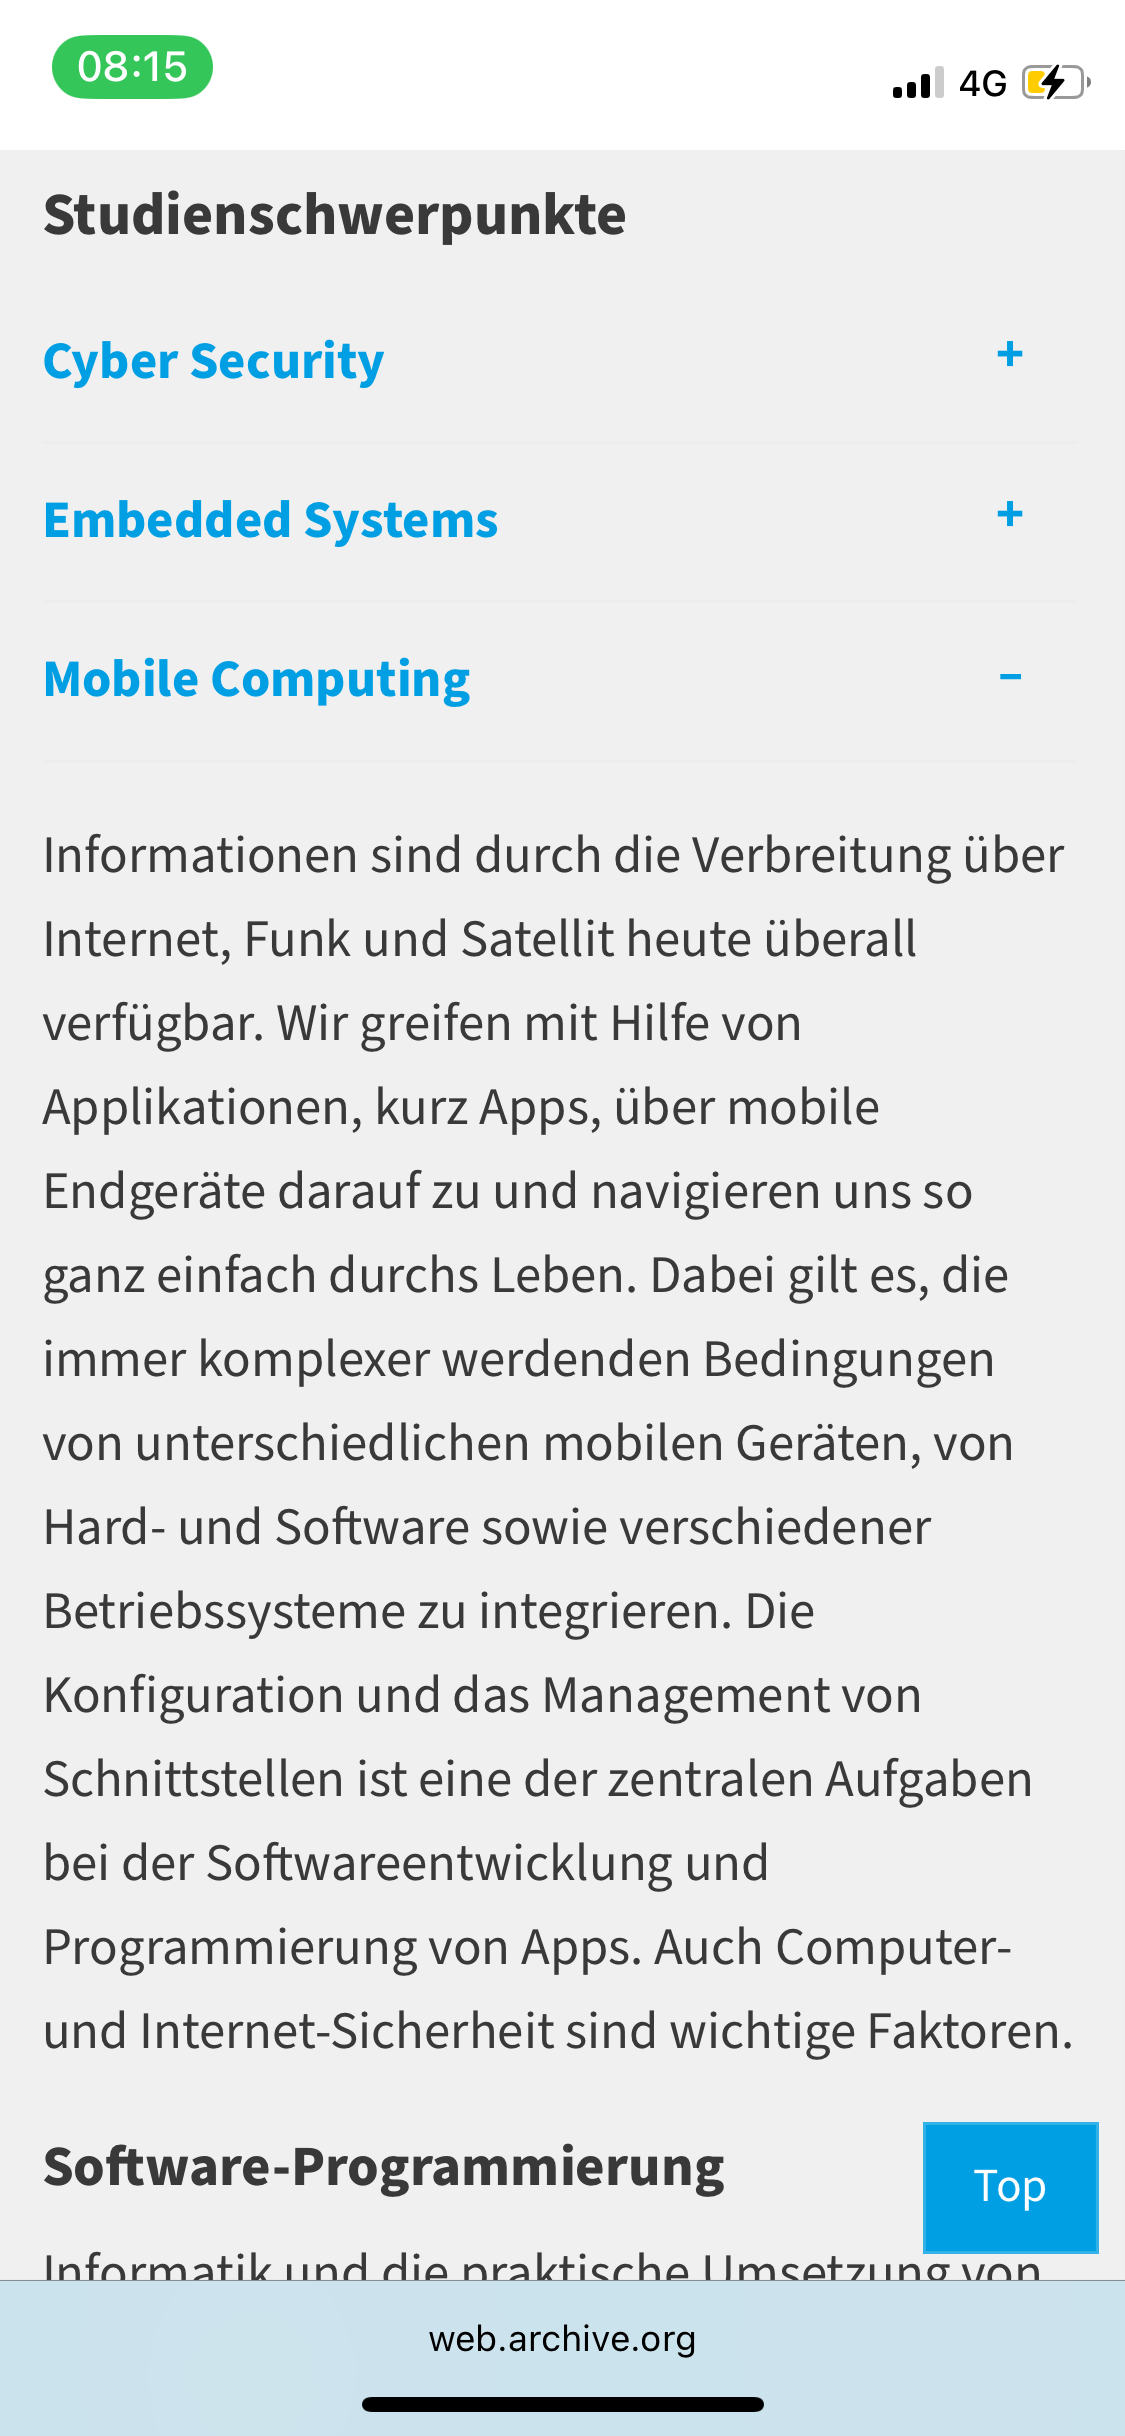 08:15
4G
Studienschwerpunkte
Cyber Security +
Embedded Systems +
Mobile Computing –
Informationen sind durch die Verbreitung über
Internet, Funk und Satellit heute überall
verfügbar. Wir greifen mit Hilfe von
Applikationen, kurz Apps, über mobile
Endgeräte darauf zu und navigieren uns so
ganz einfach durchs Leben. Dabei gilt es, die
immer komplexer werdenden Bedingungen
von unterschiedlichen mobilen Geräten, von
Hard- und Software sowie verschiedener
Betriebssysteme zu integrieren. Die
Konfiguration und das Management von
Schnittstellen ist eine der zentralen Aufgaben
bei der Softwareentwicklung und
Programmierung von Apps. Auch Computer-
und Internet-Sicherheit sind wichtige Faktoren.
Software-Programmierung
Top
Informatik und die praktische Umsetzung von
web.archive.org